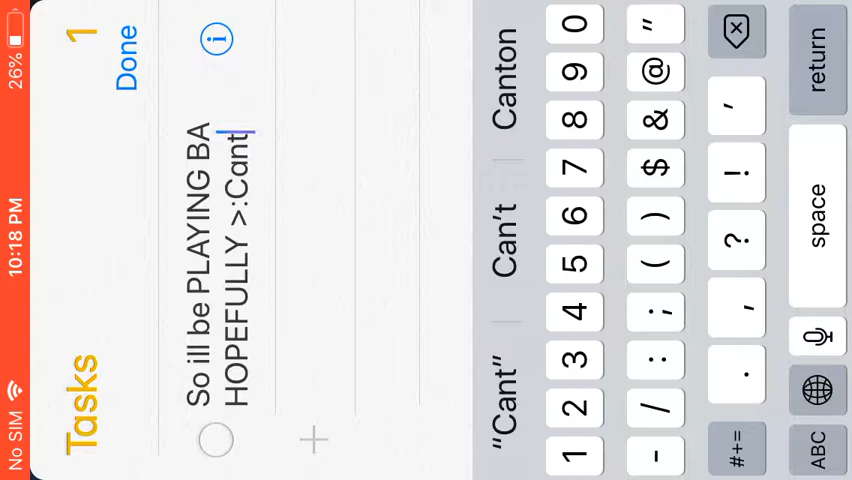 No SIM 10:18 PM 26%
Tasks 1
Done
So ill be PLAYING BA
HOPEFULLY >:Cant
“Cant” Can't Canton
1 2 3 4 5 6 7 8 9 0
- / : ; ( ) $ & @ "
#+= . , ? ! '
ABC space return